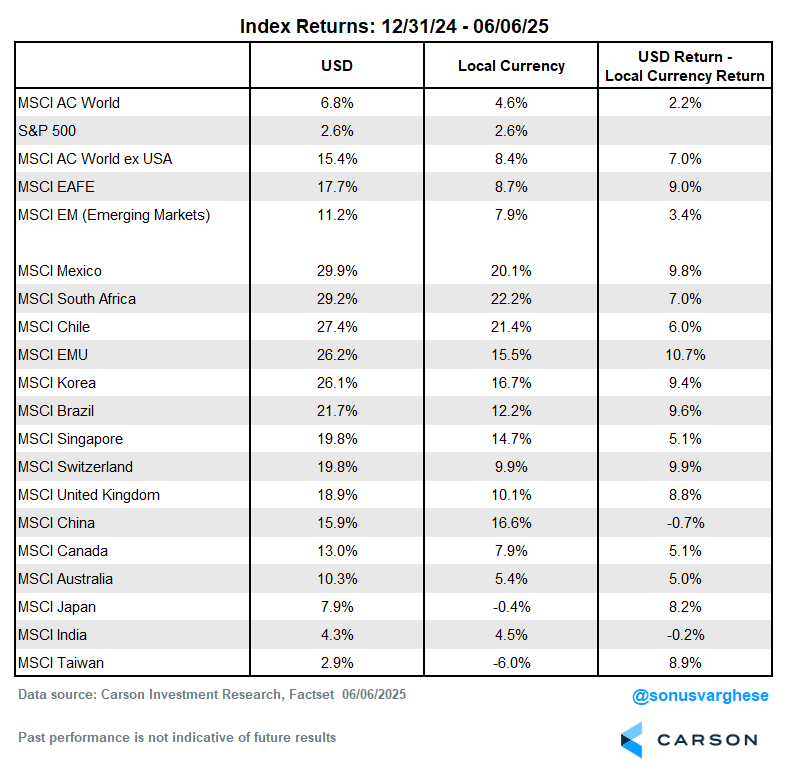 Index Returns: 12/31/24 - 06/06/25
USD Local Currency USD Return -
Local Currency Return
MSCI AC World 6.8% 4.6% 2.2%
S&P 500 2.6% 2.6%
MSCI AC World ex USA 15.4% 8.4% 7.0%
MSCI EAFE 17.7% 8.7% 9.0%
MSCI EM (Emerging Markets) 11.2% 7.9% 3.4%
MSCI Mexico 29.9% 20.1% 9.8%
MSCI South Africa 29.2% 22.2% 7.0%
MSCI Chile 27.4% 21.4% 6.0%
MSCI EMU 26.2% 15.5% 10.7%
MSCI Korea 26.1% 16.7% 9.4%
MSCI Brazil 21.7% 12.2% 9.6%
MSCI Singapore 19.8% 14.7% 5.1%
MSCI Switzerland 19.8% 9.9% 9.9%
MSCI United Kingdom 18.9% 10.1% 8.8%
MSCI China 15.9% 16.6% -0.7%
MSCI Canada 13.0% 7.9% 5.1%
MSCI Australia 10.3% 5.4% 5.0%
MSCI Japan 7.9% -0.4% 8.2%
MSCI India 4.3% 4.5% -0.2%
MSCI Taiwan 2.9% -6.0% 8.9%
Data source: Carson Investment Research, Factset 06/06/2025
@sonusvarghese
Past performance is not indicative of future results
CARSON